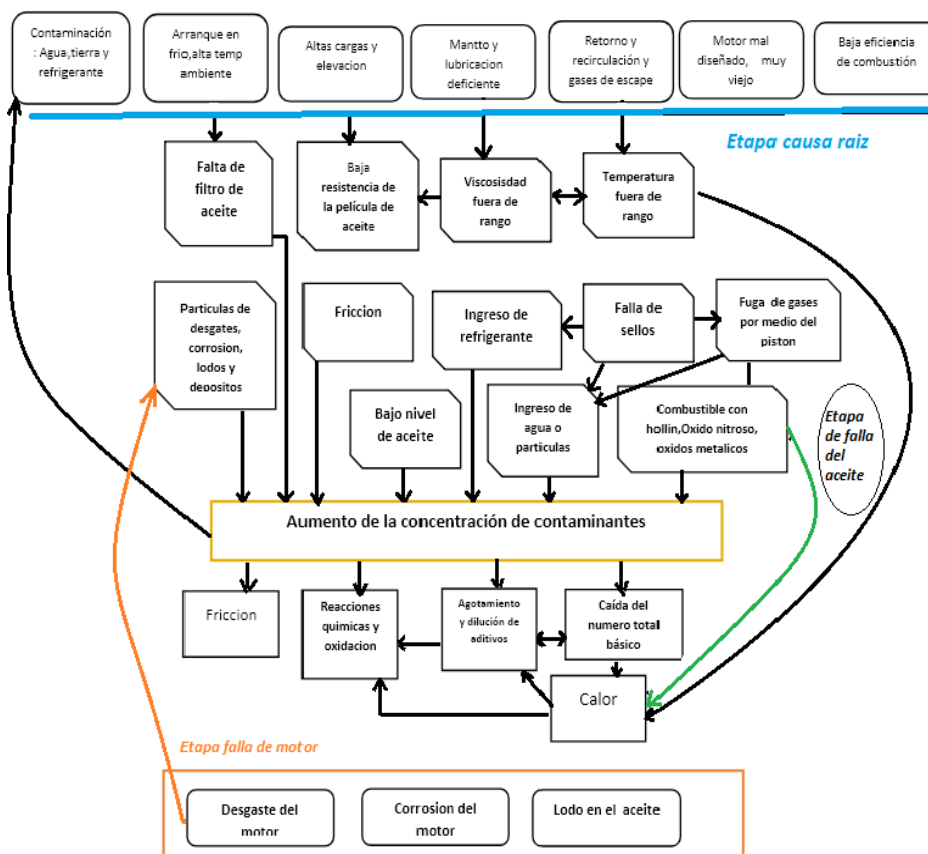 Contaminación
: Agua,tierra y
refrigerante
Arranque en
frio,alta temp
ambiente
Altas cargas y
elevacion
Mantto y
lubricacion
deficiente
Retorno y
recirculación y
gases de escape
Motor mal
diseñado, muy
viejo
Baja eficiencia
de combustión
Etapa causa raiz
Falta de
filtro de
aceite
Baja
resistencia de
la película de
aceite
Viscosisdad
fuera de
rango
Temperatura
fuera de
rango
Particulas de
desgates,
corrosion,
lodos y
depositos
Friccion
Ingreso de
refrigerante
Falla de
sellos
Fuga de gases
por medio del
piston
Bajo nivel
de aceite
Ingreso de
agua o
particulas
Combustible con
hollin,Oxido nitroso,
oxidos metalicos
Etapa
de falla
del
aceite
Aumento de la concentración de contaminantes
Friccion
Reacciones
quimicas y
oxidacion
Agotamiento
y dilución de
aditivos
Caída del
numero total
básico
Calor
Etapa falla de motor
Desgaste del
motor
Corrosion del
motor
Lodo en el aceite